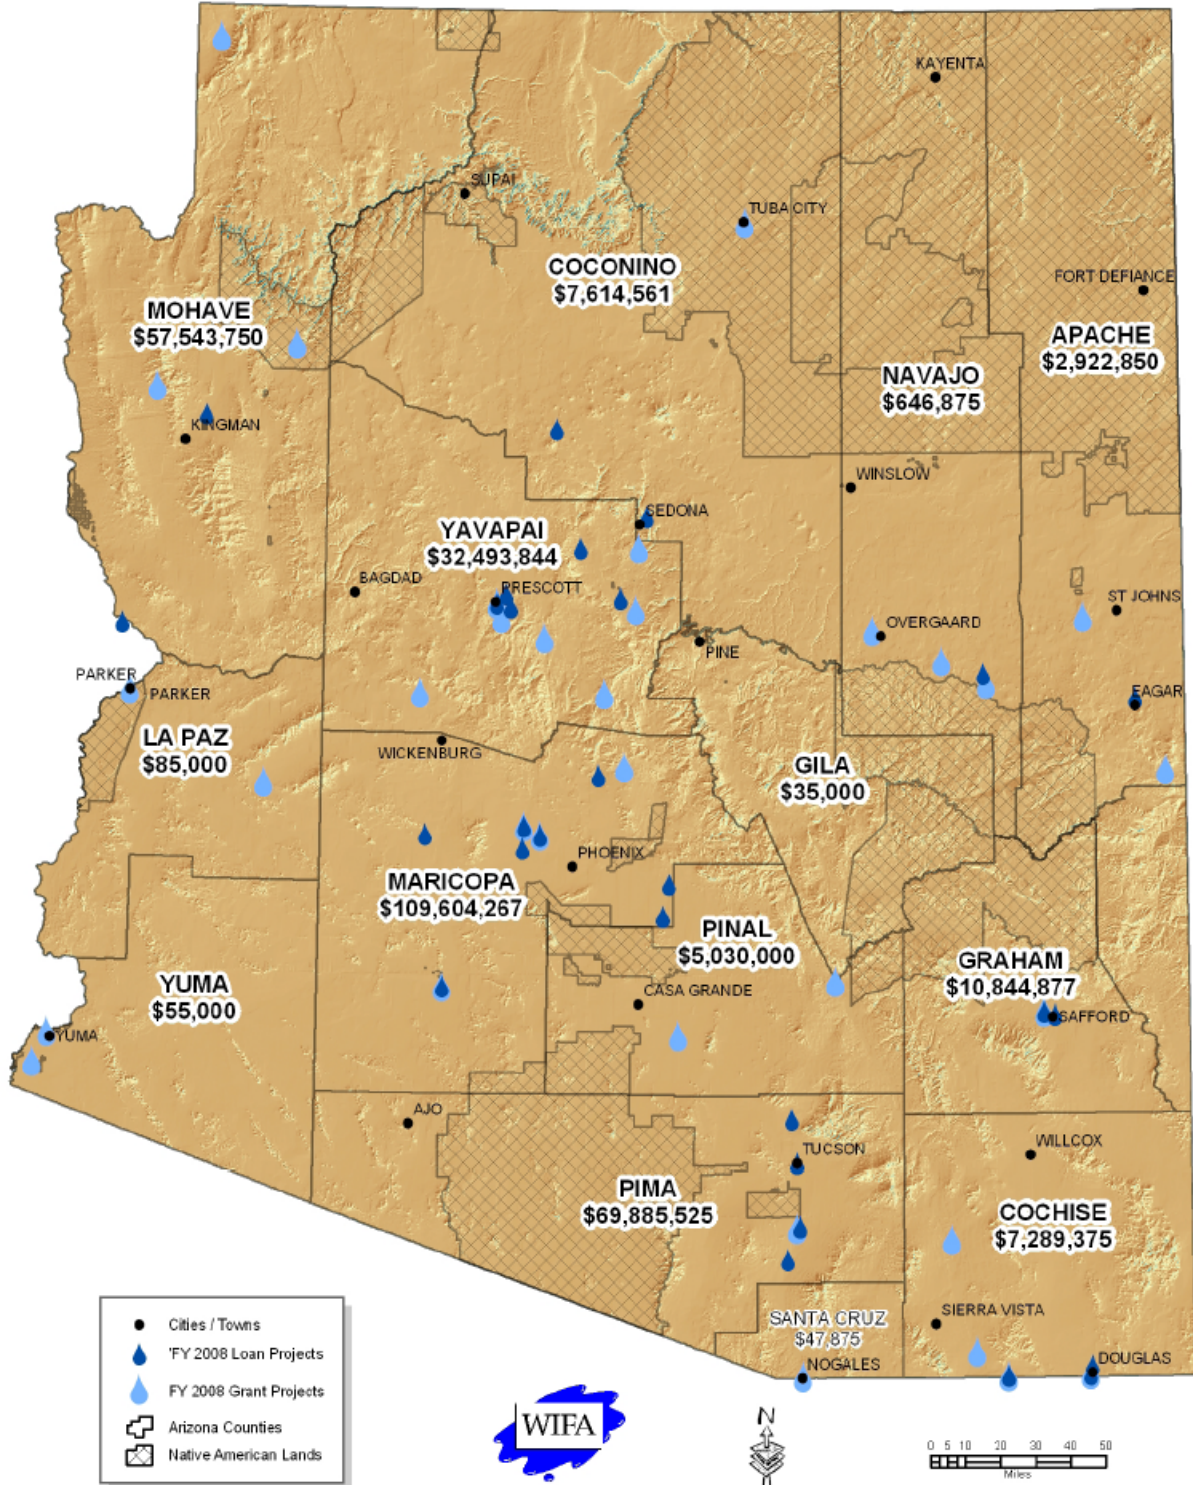 KAYENTA
SUPAI
TUBA CITY
COCONINO
$7,614,561
FORT DEFIANCE
MOHAVE
$57,543,750
APACHE
$2,922,850
NAVAJO
$646,875
KINGMAN
WINSLOW
SEDONA
YAVAPAI
$32,493,844
BAGDAD
PRESCOTT
ST JOHNS
OVERGAARD
PINE
PARKER
PARKER
EAGAR
LA PAZ
$85,000
WICKENBURG
GILA
$35,000
PHOENIX
MARICOPA
$109,604,267
PINAL
$5,030,000
GRAHAM
$10,844,877
YUMA
$55,000
CASA GRANDE
SAFFORD
YUMA
AJO
TUCSON
WILLCOX
PIMA
$69,885,525
COCHISE
$7,289,375
SANTA CRUZ
$47,875
SIERRA VISTA
NOGALES
DOUGLAS
Cities / Towns
'FY 2008 Loan Projects
FY 2008 Grant Projects
Arizona Counties
Native American Lands
WIFA
N
0 5 10 20 30 40 50
Miles